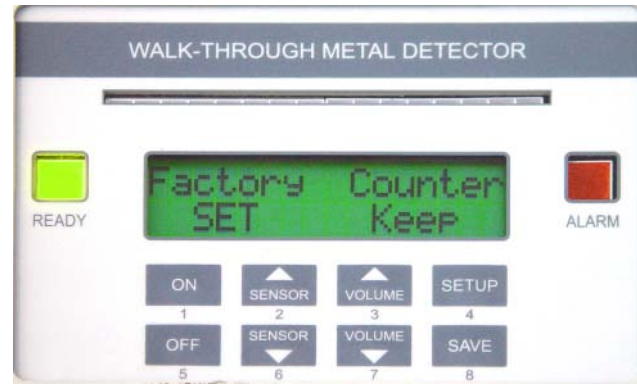 WALK-THROUGH METAL DETECTOR
Factory Counter
SET Keep
READY
ALARM
ON SENSOR VOLUME SETUP
1 2 3 4
OFF SENSOR VOLUME SAVE
5 6 7 8